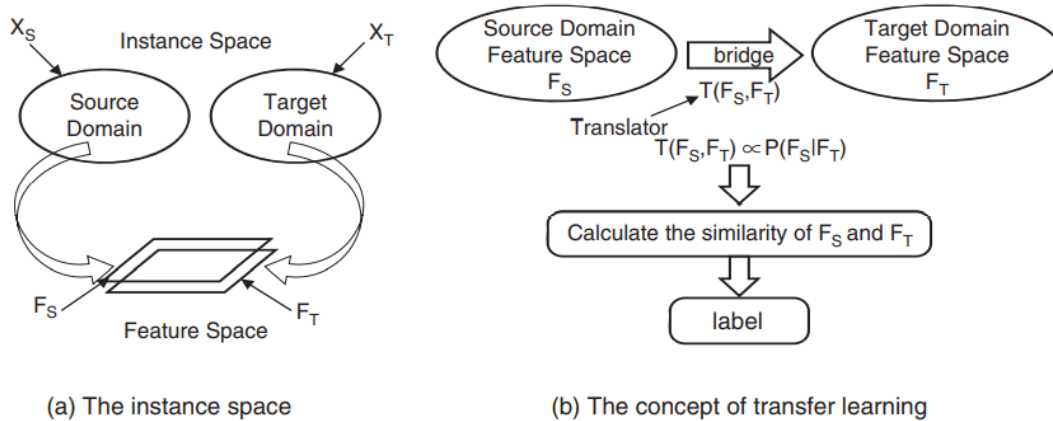 X_S
Instance Space
X_T
Source
Domain
Target
Domain
F_S
F_T
Feature Space
(a) The instance space
Source Domain
Feature Space
F_S
bridge
T(F_S,F_T)
Target Domain
Feature Space
F_T
Translator
T(F_S,F_T) ∝P(F_S|F_T)
Calculate the similarity of F_S and F_T
label
(b) The concept of transfer learning